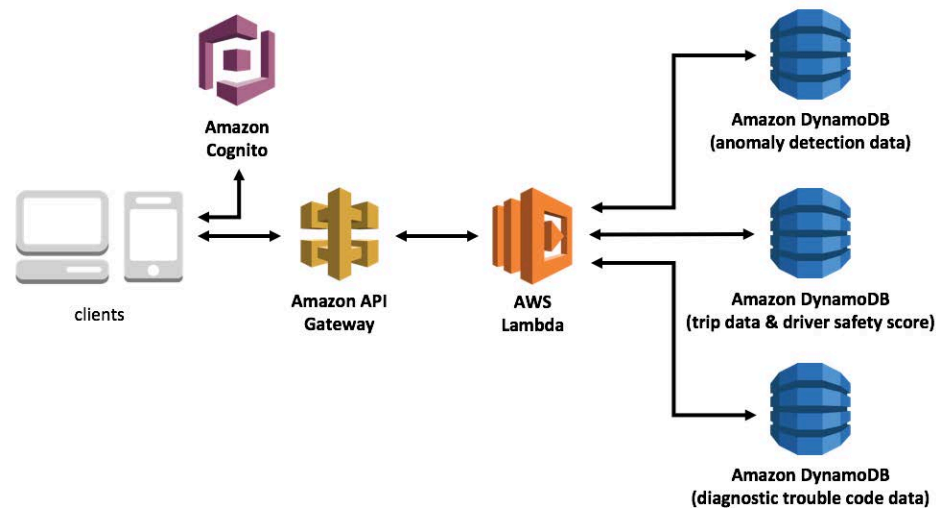 Amazon
Cognito
clients
Amazon API
Gateway
AWS
Lambda
Amazon DynamoDB
(anomaly detection data)
Amazon DynamoDB
(trip data & driver safety score)
Amazon DynamoDB
(diagnostic trouble code data)